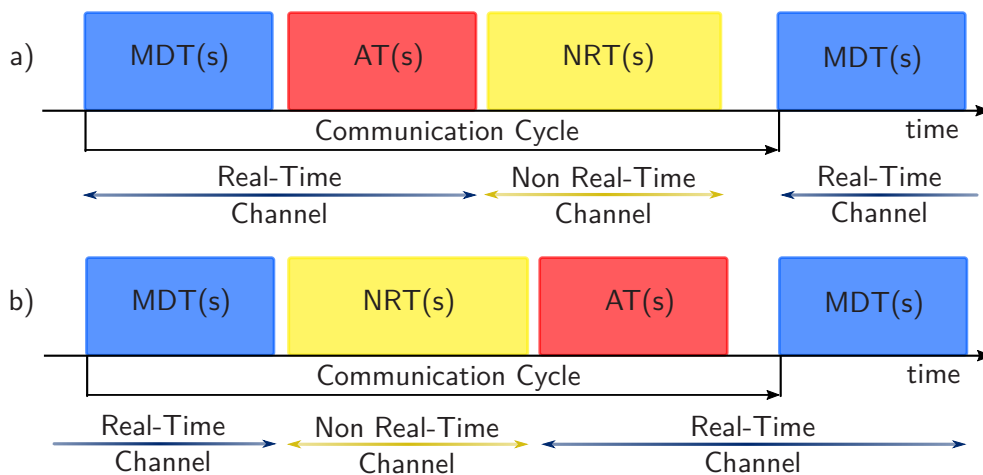 a)
MDT(s) AT(s) NRT(s) MDT(s)
Communication Cycle time
Real-Time Non Real-Time Real-Time
Channel Channel Channel
b)
MDT(s) NRT(s) AT(s) MDT(s)
Communication Cycle time
Real-Time Non Real-Time Real-Time
Channel Channel Channel